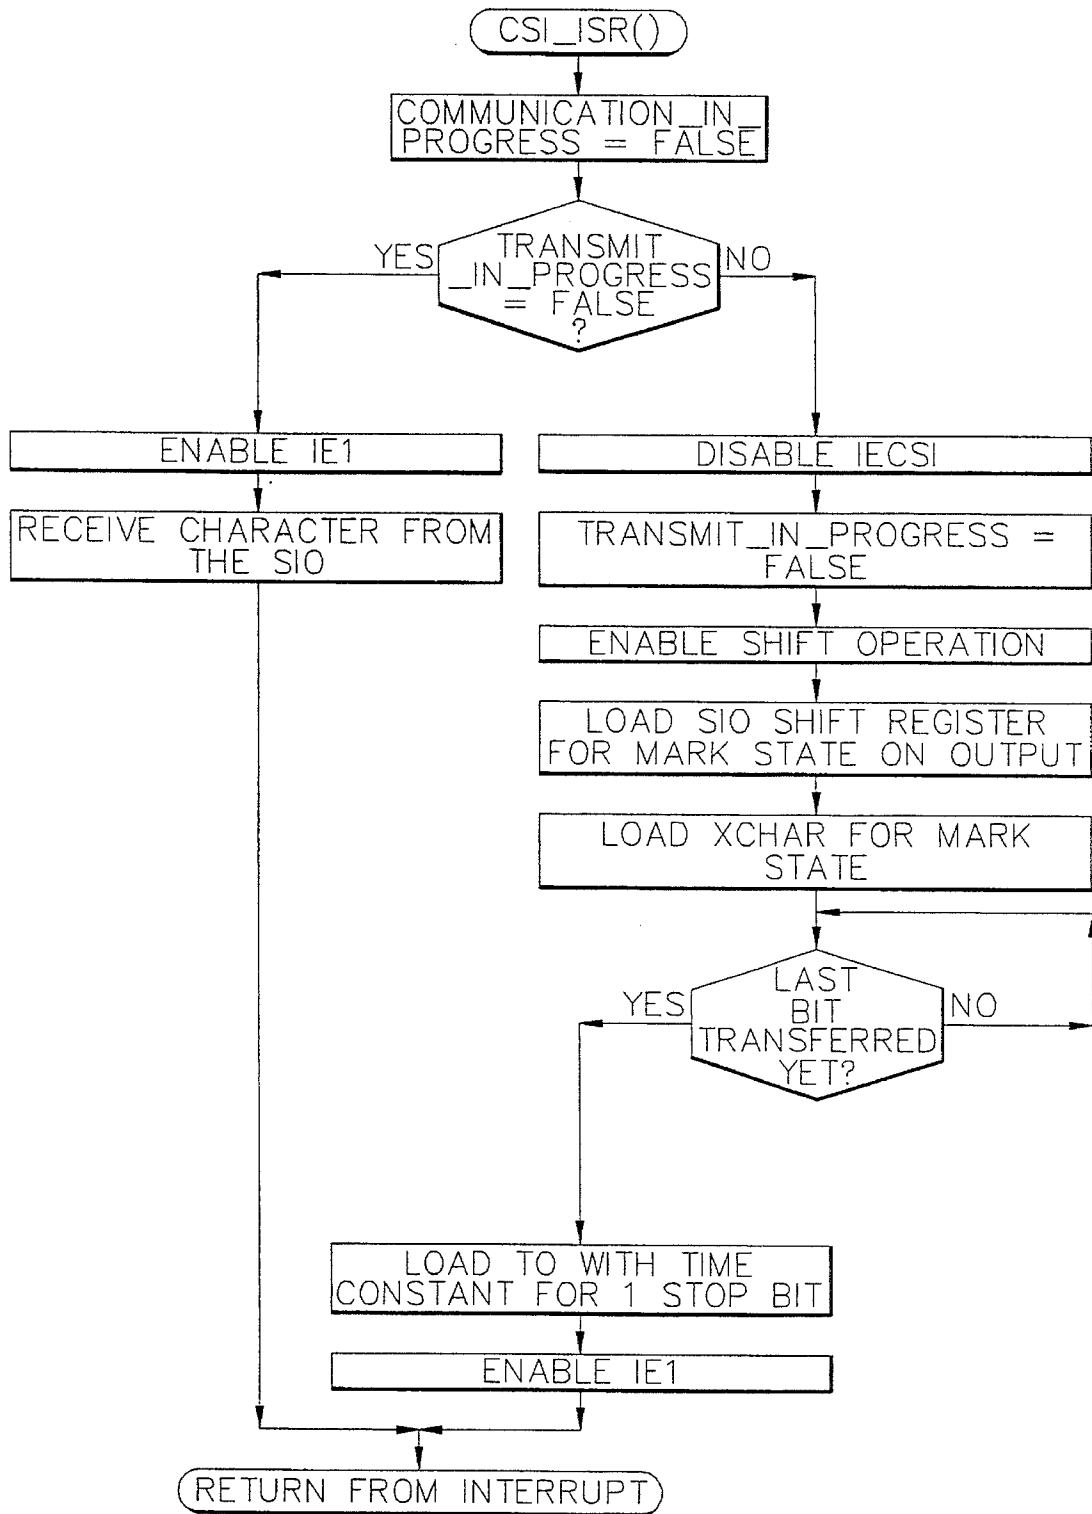 CSI_ISR()
COMMUNICATION_IN_
PROGRESS = FALSE
TRANSMIT
_IN_PROGRESS
= FALSE
?
YES
NO
ENABLE IE1
RECEIVE CHARACTER FROM
THE SIO
DISABLE IECSI
TRANSMIT_IN_PROGRESS =
FALSE
ENABLE SHIFT OPERATION
LOAD SIO SHIFT REGISTER
FOR MARK STATE ON OUTPUT
LOAD XCHAR FOR MARK
STATE
LAST
BIT
TRANSFERRED
YET?
YES
NO
LOAD TO WITH TIME
CONSTANT FOR 1 STOP BIT
ENABLE IE1
RETURN FROM INTERRUPT